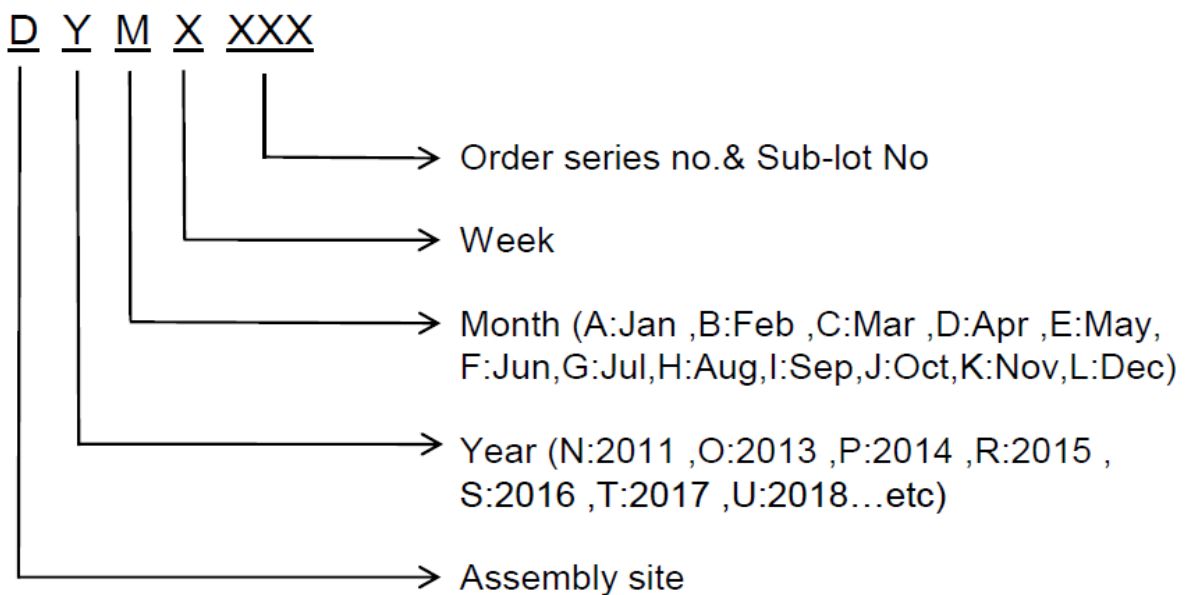 D Y M X XXX
Order series no.& Sub-lot No
Week
Month (A:Jan ,B:Feb ,C:Mar ,D:Apr ,E:May,
F:Jun,G:Jul,H:Aug,I:Sep,J:Oct,K:Nov,L:Dec)
Year (N:2011 ,O:2013 ,P:2014 ,R:2015 ,
S:2016 ,T:2017 ,U:2018…etc)
Assembly site